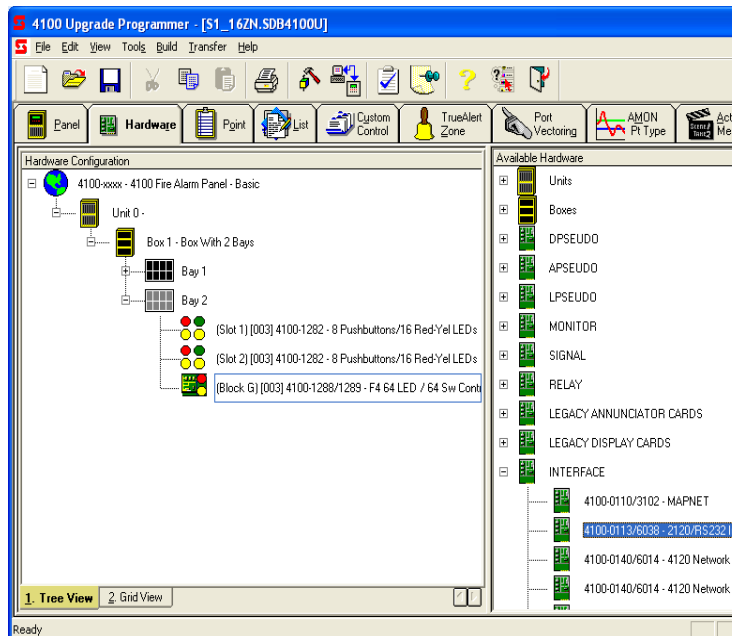 4100 Upgrade Programmer - [S1_16ZN.SDB4100U]
File Edit View Tools Build Transfer Help
Panel Hardware Point List Custom Control TrueAlert Zone Port Vectoring AMON Pt Type
Hardware Configuration
4100-xxxx - 4100 Fire Alarm Panel - Basic
Unit 0 -
Box 1 - Box With 2 Bays
Bay 1
Bay 2
(Slot 1) [003] 4100-1282 - 8 Pushbuttons/16 Red-Yel LEDs
(Slot 2) [003] 4100-1282 - 8 Pushbuttons/16 Red-Yel LEDs
(Block G) [003] 4100-1288/1289 - F4 64 LED / 64 Sw Cont
1. Tree View 2. Grid View
Available Hardware
Units
Boxes
DPSEUDO
APSEUDO
LPSEUDO
MONITOR
SIGNAL
RELAY
LEGACY ANNUNCIATOR CARDS
LEGACY DISPLAY CARDS
INTERFACE
4100-0110/3102 - MAPNET
4100-0113/6038 - 2120/RS232 I
4100-0140/6014 - 4120 Network
4100-0140/6014 - 4120 Network
Ready